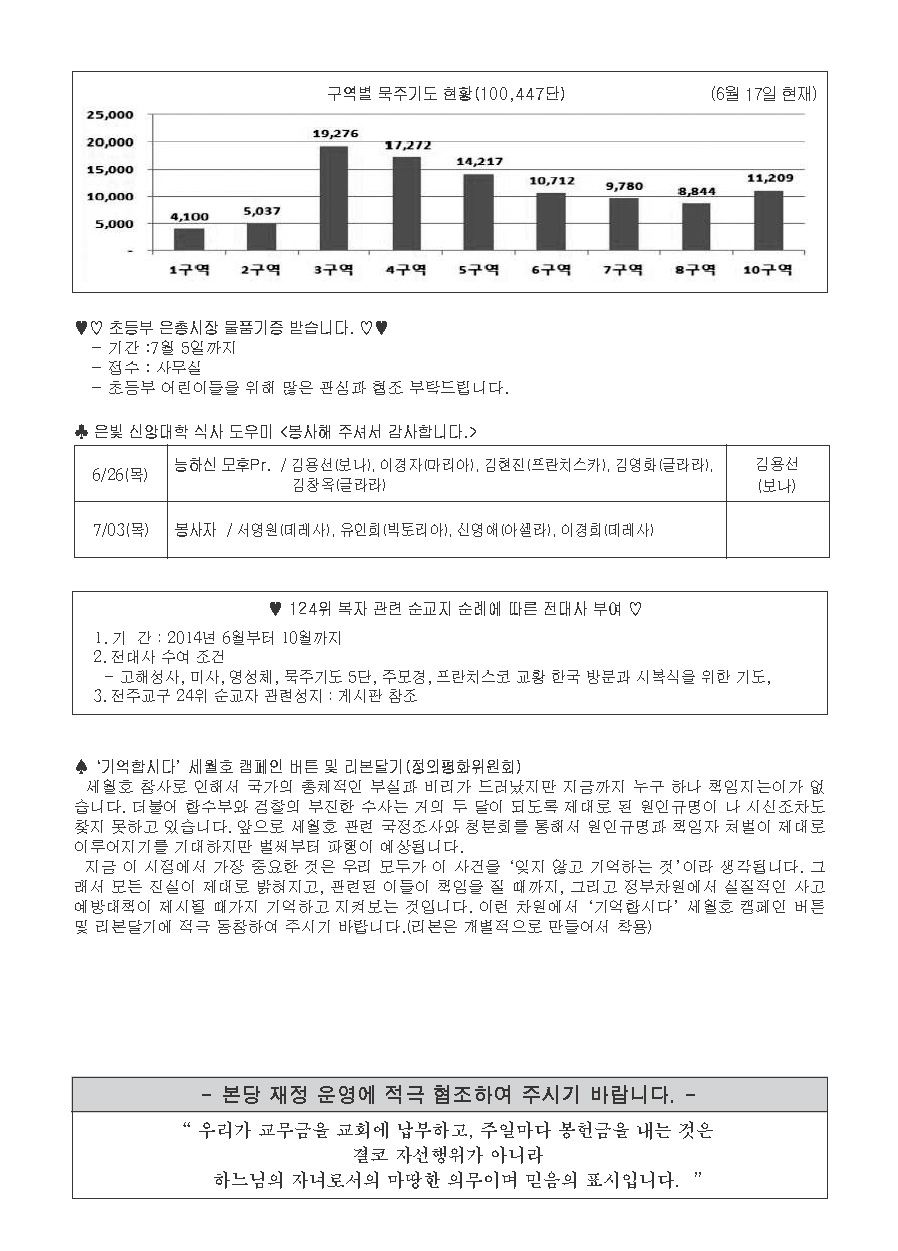 구역별 묵주기도 현황(100,447단) (6월 17일 현재)
25,000
20,000
15,000
10,000
5,000
-
4,100 5,037 19,276 17,272 14,217 10,712 9,780 8,844 11,209
1구역 2구역 3구역 4구역 5구역 6구역 7구역 8구역 10구역
♥♡ 초등부 은총시장 물품기증 받습니다. ♡♥
- 기간 :7월 5일까지
- 접수 : 사무실
- 초등부 어린이들을 위해 많은 관심과 협조 부탁드립니다.
♣ 은빛 신앙대학 식사 도우미 <봉사해 주셔서 감사합니다.>
6/26(목) 능하신 모후Pr. / 김용선(보나), 이경자(마리아), 김현진(프란치스카), 김영화(글라라), 김용선
김창옥(글라라) (보나)
7/03(목) 봉사자 / 서영원(데레사), 유인희(빅토리아), 신영애(아셀라), 이경희(데레사)
♥ 124위 복자 관련 순교지 순례에 따른 전대사 부여 ♡
1. 기 간 : 2014년 6월부터 10월까지
2. 전대사 수여 조건
- 고해성사, 미사, 영성체, 묵주기도 5단, 주모경, 프란치스코 교황 한국 방문과 시복식을 위한 기도,
3. 전주교구 24위 순교자 관련성지 : 게시판 참조
♠ ‘기억합시다’ 세월호 캠페인 버튼 및 리본달기(정의평화위원회)
세월호 참사로 인해서 국가의 총체적인 부실과 비리가 드러났지만 지금까지 누구 하나 책임지는이가 없
습니다. 더불어 합수부와 검찰의 부진한 수사는 거의 두 달이 되도록 제대로 된 원인규명이 나 시신조차도
찾지 못하고 있습니다. 앞으로 세월호 관련 국정조사와 청문회를 통해서 원인규명과 책임자 처벌이 제대로
이루어지기를 기대하지만 벌써부터 파행이 예상됩니다.
지금 이 시점에서 가장 중요한 것은 우리 모두가 이 사건을 ‘잊지 않고 기억하는 것’이라 생각됩니다. 그
래서 모든 진실이 제대로 밝혀지고, 관련된 이들이 책임을 질 때까지, 그리고 정부차원에서 실질적인 사고
예방대책이 제시될 때가지 기억하고 지켜보는 것입니다. 이런 차원에서 ‘기억합시다’ 세월호 캠페인 버튼
및 리본달기에 적극 동참하여 주시기 바랍니다.(리본은 개별적으로 만들어서 착용)
- 본당 재정 운영에 적극 협조하여 주시기 바랍니다. -
“ 우리가 교무금을 교회에 납부하고, 주일마다 봉헌금을 내는 것은
결코 자선행위가 아니라
하느님의 자녀로서의 마땅한 의무이며 믿음의 표시입니다. ”